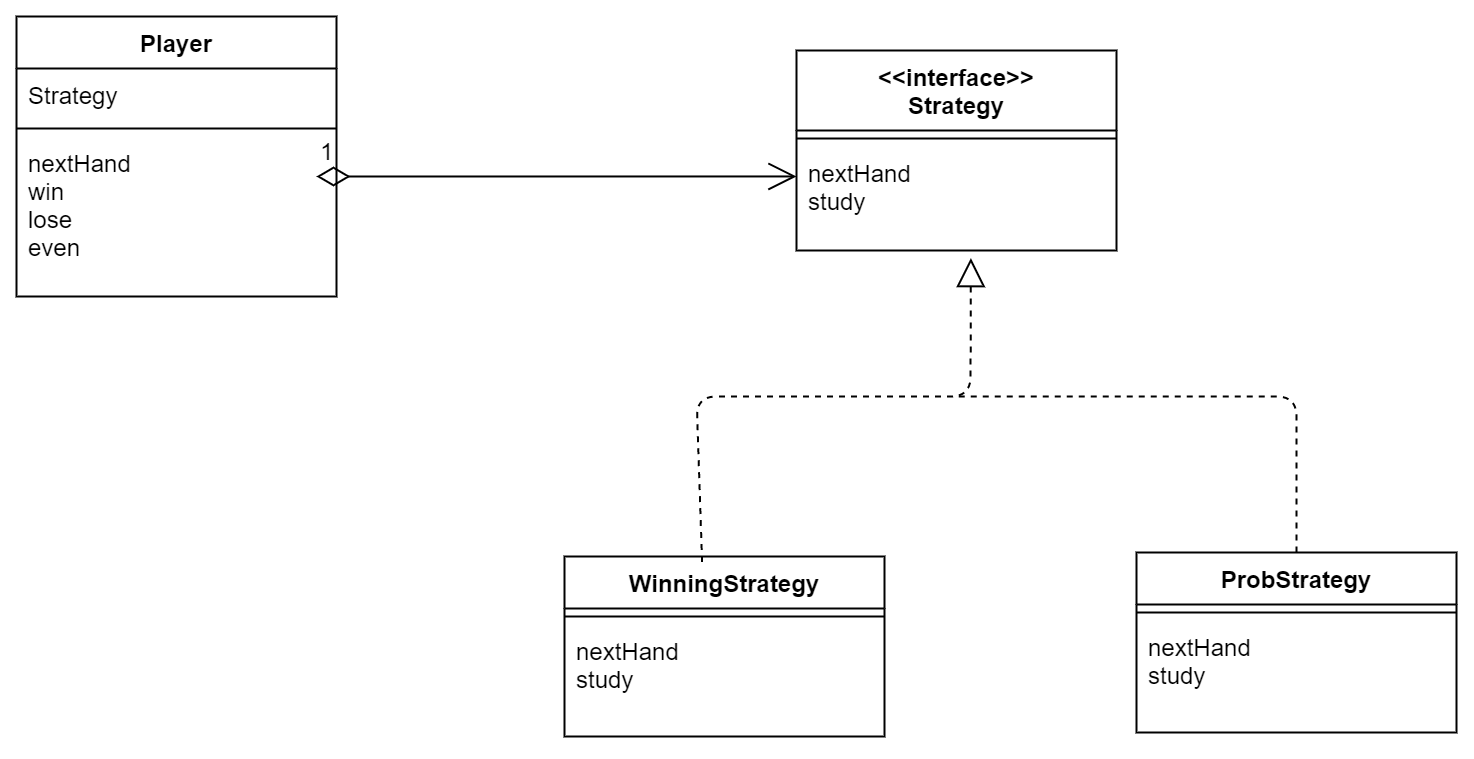 Player
Strategy
nextHand
win
lose
even
1
<<interface>>
Strategy
nextHand
study
WinningStrategy
nextHand
study
ProbStrategy
nextHand
study